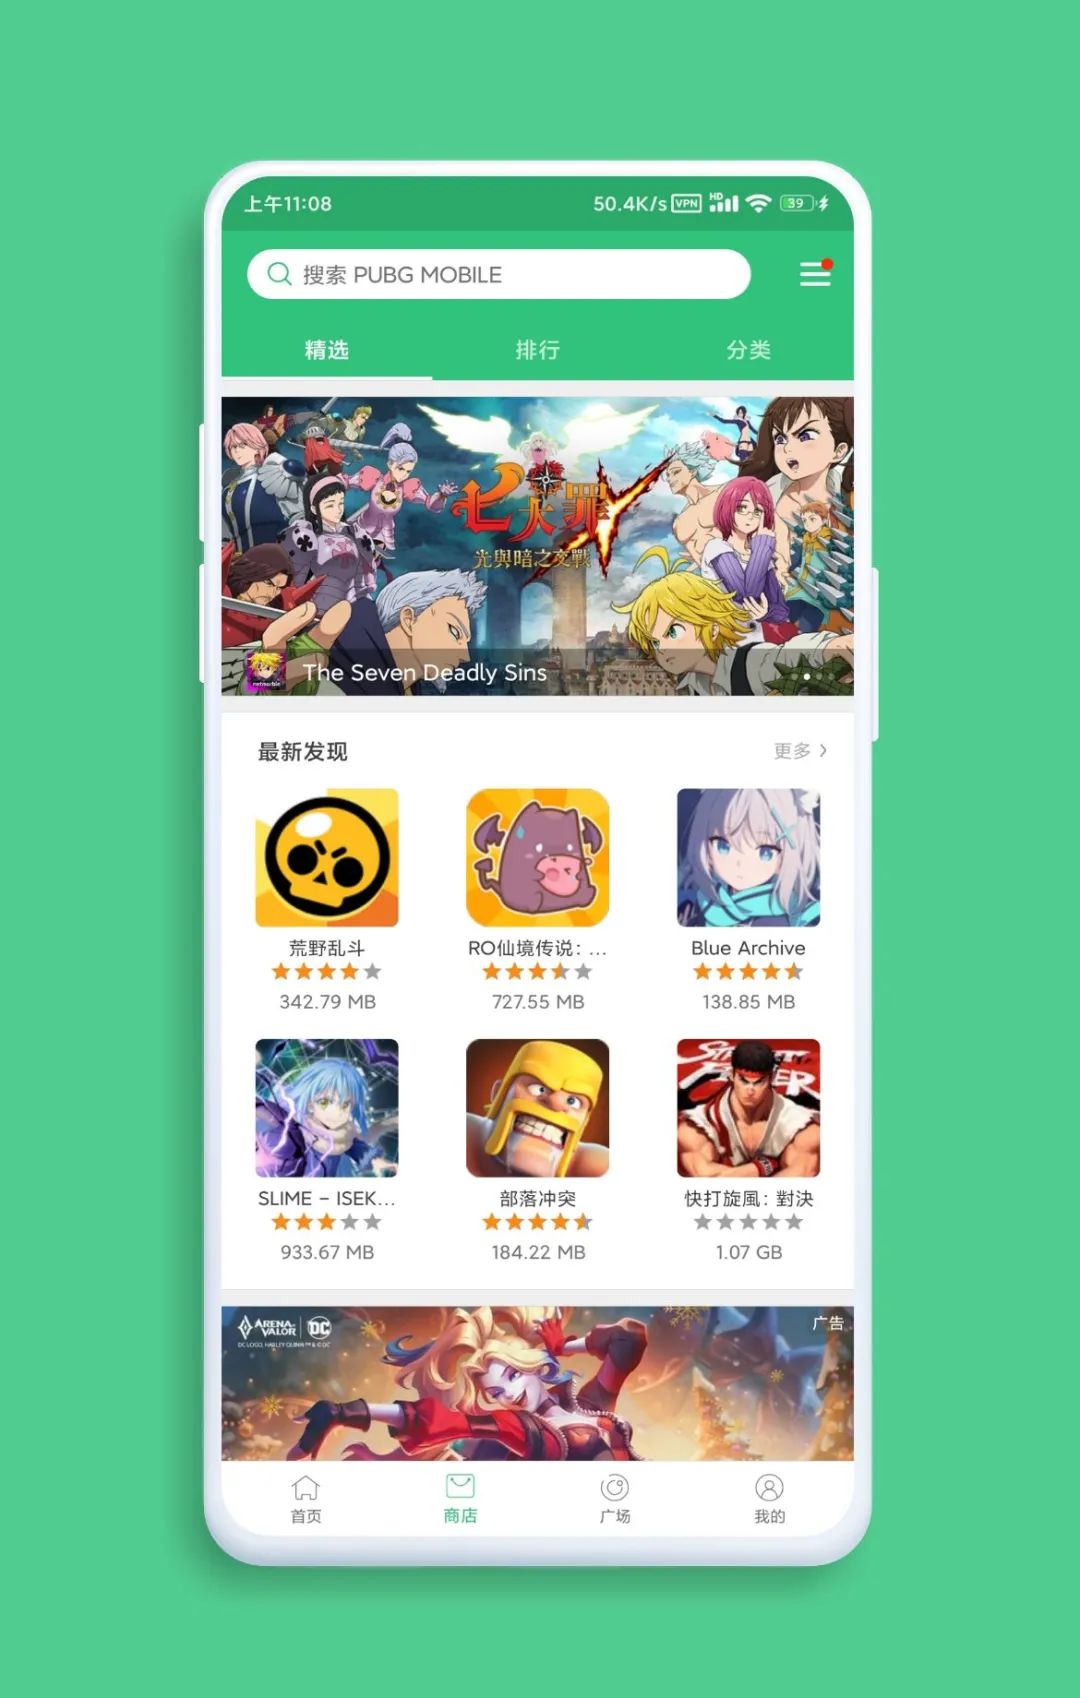 上午11:08
50.4K/s VPN HD 39
搜索 PUBG MOBILE
精选 排行 分类
七大罪
光與暗之交戰
netmarble
The Seven Deadly Sins
最新发现 更多 >
荒野乱斗 RO仙境传说：... Blue Archive
342.79 MB 727.55 MB 138.85 MB
STREET FIGHTER
SLIME - ISEK... 部落冲突 快打旋風：對決
933.67 MB 184.22 MB 1.07 GB
ARENA OF VALOR DC 广告
DC LOGO, HARLEY QUINN ™ & © DC
首页 商店 广场 我的